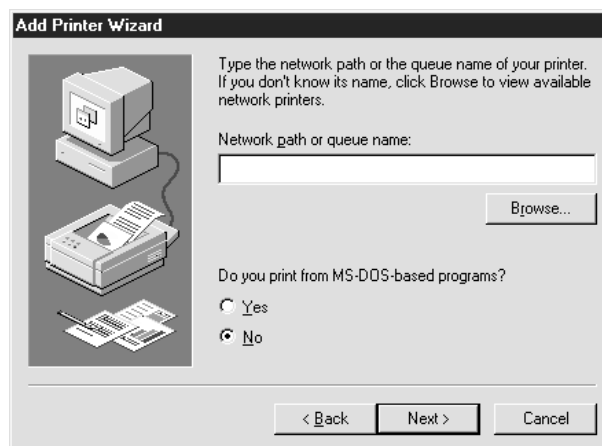 Add Printer Wizard
Type the network path or the queue name of your printer.
If you don't know its name, click Browse to view available
network printers.
Network path or queue name:
Browse...
Do you print from MS-DOS-based programs?
Yes
No
< Back
Next >
Cancel